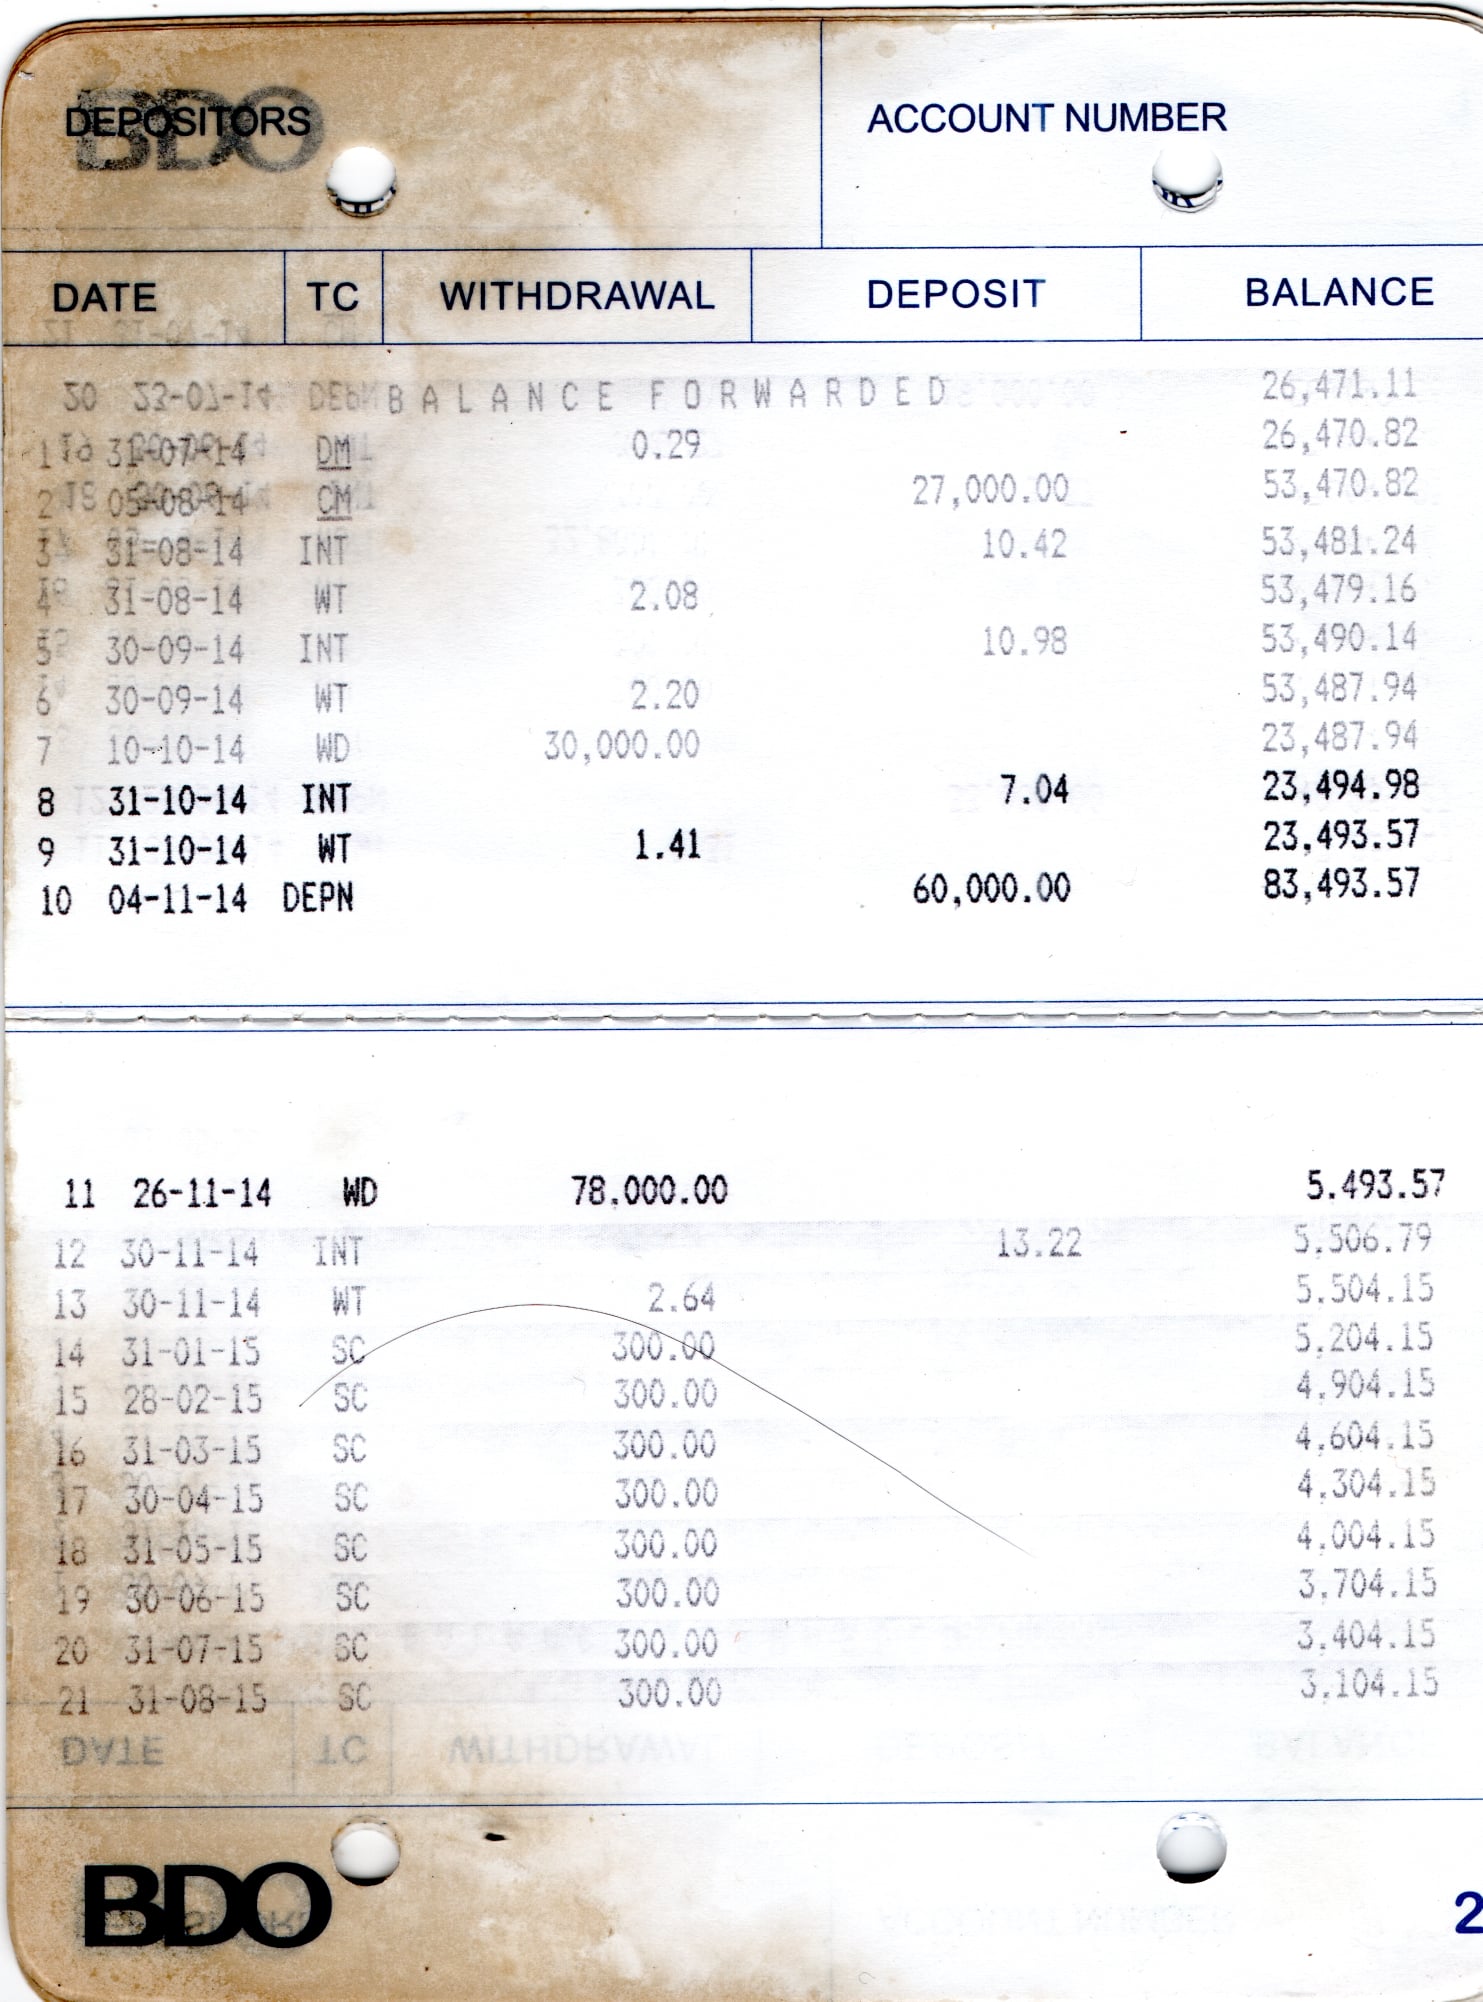 DEPOSITORS ACCOUNT NUMBER
DATE TC WITHDRAWAL DEPOSIT BALANCE
BALANCE FORWARDED 26,471.11
1 31-07-14 DM 0.29 26,470.82
2 05-08-14 CM 27,000.00 53,470.82
3 31-08-14 INT 10.42 53,481.24
4 31-08-14 WT 2.08 53,479.16
5 30-09-14 INT 10.98 53,490.14
6 30-09-14 WT 2.20 53,487.94
7 10-10-14 WD 30,000.00 23,487.94
8 31-10-14 INT 7.04 23,494.98
9 31-10-14 WT 1.41 23,493.57
10 04-11-14 DEPN 60,000.00 83,493.57
11 26-11-14 WD 78,000.00 5,493.57
12 30-11-14 INT 13.22 5,506.79
13 30-11-14 WT 2.64 5,504.15
14 31-01-15 SC 300.00 5,204.15
15 28-02-15 SC 300.00 4,904.15
16 31-03-15 SC 300.00 4,604.15
17 30-04-15 SC 300.00 4,304.15
18 31-05-15 SC 300.00 4,004.15
19 30-06-15 SC 300.00 3,704.15
20 31-07-15 SC 300.00 3,404.15
21 31-08-15 SC 300.00 3,104.15
BDO 2